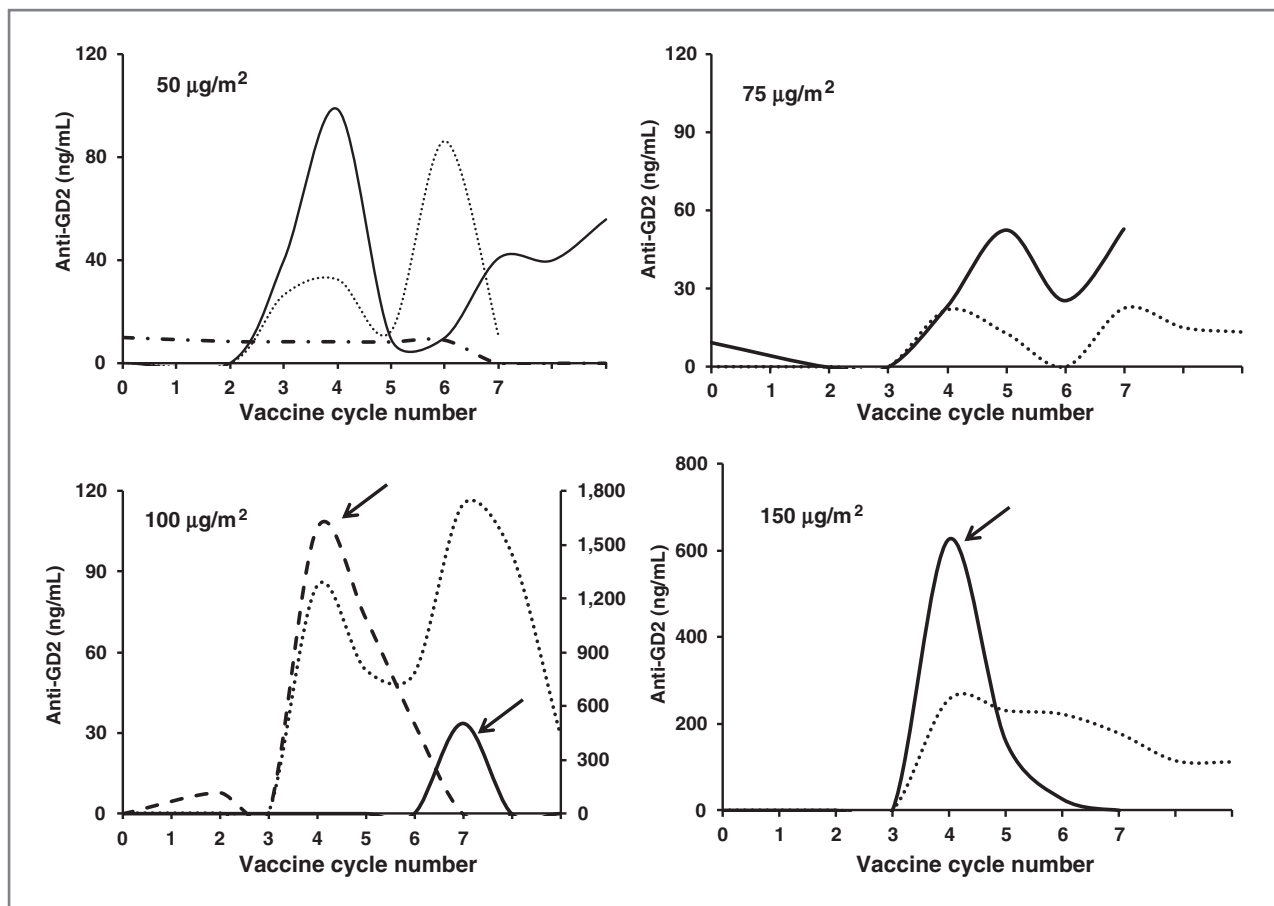 50 μg/m²
Anti-GD2 (ng/mL)
120
80
40
0
0 1 2 3 4 5 6 7
Vaccine cycle number
75 μg/m²
Anti-GD2 (ng/mL)
120
90
60
30
0
0 1 2 3 4 5 6 7
Vaccine cycle number
100 μg/m²
Anti-GD2 (ng/mL)
120
90
60
30
0
1,800
1,500
1,200
900
600
300
0
0 1 2 3 4 5 6 7
Vaccine cycle number
150 μg/m²
Anti-GD2 (ng/mL)
800
600
400
200
0
0 1 2 3 4 5 6 7
Vaccine cycle number